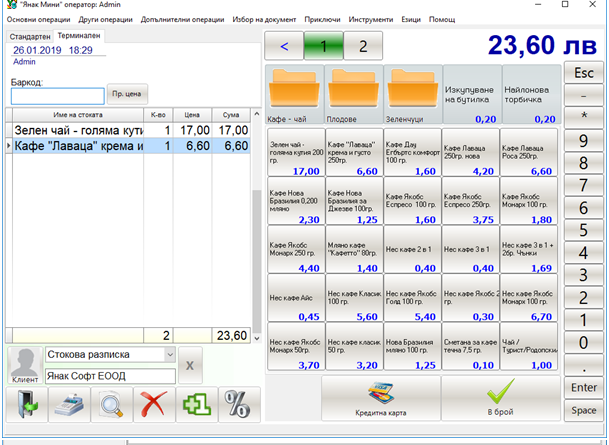 "Янак Мини" оператор: Admin
Основни операции Други операции Допълнителни операции Избор на документ Приключи Инструменти Езици Помощ
Стандартен Терминален
26.01.2019 18:29
Admin
Баркод:
Пр. цена
Име на стоката К-во Цена Сума
Зелен чай - голяма кути 1 17,00 17,00
Кафе "Лаваца" крема и 1 6,60 6,60
2 23,60
Клиент
Стокова разписка
X
Янак Софт ЕООД
+1
%
< 1 2
23,60 лв
Кафе - чай
Плодове
Зеленчуци
Изкупуване на бутилка
0,20
Найлонова торбичка
0,20
Зелен чай - голяма кутия 200 гр.
17,00
Кафе "Лаваца" крема и густо 250гр.
6,60
Кафе Дау Егбъртс комфорт 100 гр.
1,60
Кафе Лаваца 250гр. нова
4,20
Кафе Лаваца Роса 250гр.
6,60
Кафе Нова Бразилия 0,200 мляно
2,30
Кафе Нова Бразилия за Джезве 100гр.
1,25
Кафе Якобс Еспресо 100 гр.
1,60
Кафе Якобс Еспресо 250гр.
3,75
Кафе Якобс Монарх 100 гр.
1,80
Кафе Якобс Монарх 250 гр.
4,40
Мляно кафе "Кафетто" 80гр.
1,40
Нес кафе 2 в 1
0,40
Нес кафе 3 в 1
0,40
Нес кафе 3 в 1 + 2бр. Чънки
1,69
Нес кафе Айс
0,45
Нес кафе Класик 100 гр.
5,60
Нес кафе Якобс Голд 100 гр.
5,40
Нес кафе Якобс 2
0,30
Нес кафе Якобс Монарх 100 гр.
6,70
Нес кафе Якобс Монарх 50гр.
3,70
Нес кафе класик 50 гр.
3,20
Нова Бразилия мляно 100 гр.
1,25
Сметана за кафе течна 7,5 гр.
0,10
Чай / Турист/Родопски
1,00
Кредитна карта
В брой
Esc
-
*
9
8
7
6
5
4
3
2
1
0
.
Enter
Space